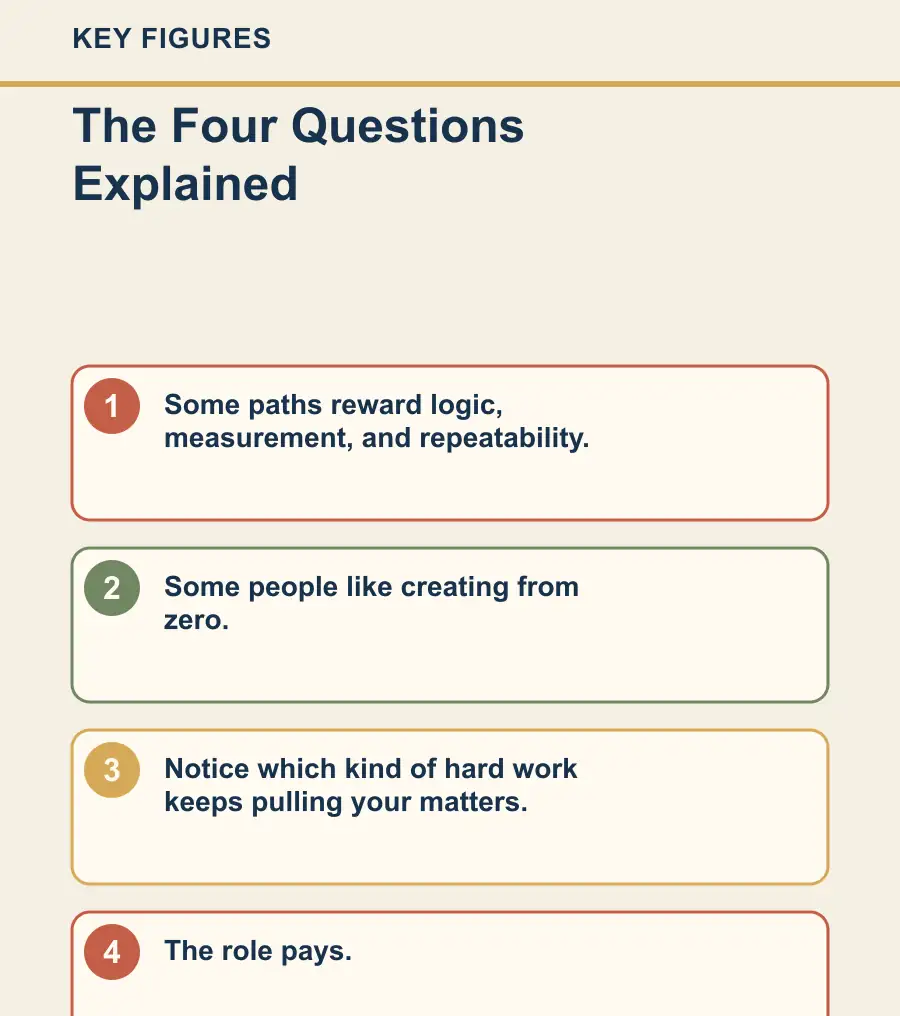 KEY FIGURES
The Four Questions
Explained
1
Some paths reward logic,
measurement, and repeatability.
2
Some people like creating from
zero.
3
Notice which kind of hard work
keeps pulling your matters.
4
The role pays.